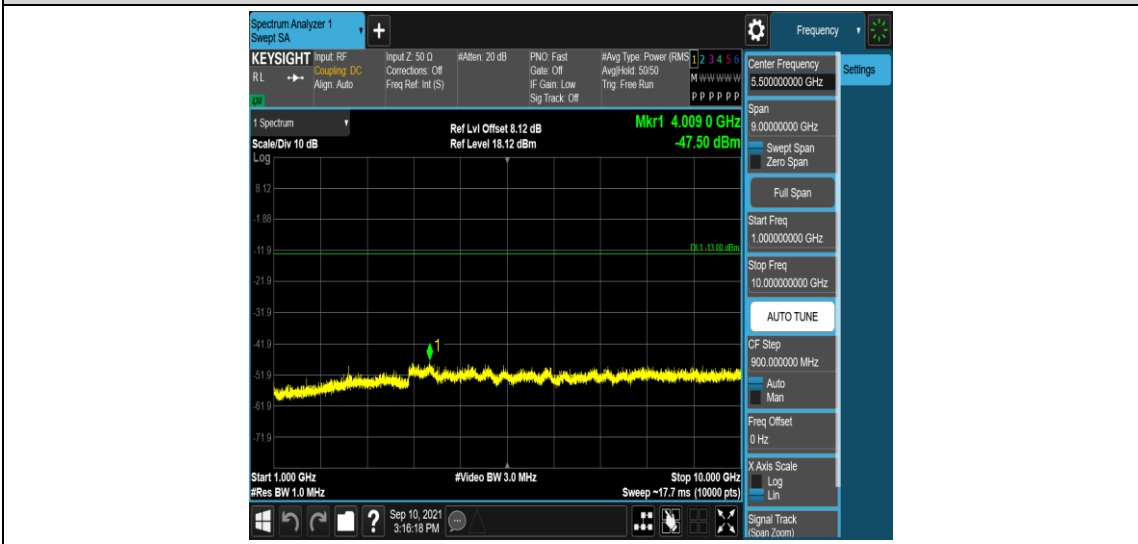 Spectrum Analyzer 1
Swept SA
+
Frequency
KEYSIGHT
RL
LXI
Input: RF
Coupling: DC
Align: Auto
Input Z: 50 Ω
Corrections: Off
Freq Ref: Int (S)
#Atten: 20 dB
PNO: Fast
Gate: Off
IF Gain: Low
Sig Track: Off
#Avg Type: Power (RMS
Avg|Hold: 50/50
Trig: Free Run
1 2 3 4 5 6
M W W W W W
P P P P P P
Center Frequency
5.500000000 GHz
Settings
Span
9.00000000 GHz
Swept Span
Zero Span
Full Span
Start Freq
1.000000000 GHz
Stop Freq
10.000000000 GHz
AUTO TUNE
CF Step
900.000000 MHz
Auto
Man
Freq Offset
0 Hz
X Axis Scale
Log
Lin
Signal Track
(Span Zoom)
1 Spectrum
Scale/Div 10 dB
Log
Ref Lvl Offset 8.12 dB
Ref Level 18.12 dBm
Mkr1 4.009 0 GHz
-47.50 dBm
8.12
-1.88
-11.9
DL1 -13.00 dBm
-21.9
-31.9
-41.9
1
-51.9
-61.9
-71.9
Start 1.000 GHz
#Video BW 3.0 MHz
Stop 10.000 GHz
#Res BW 1.0 MHz
Sweep ~17.7 ms (10000 pts)
?
Sep 10, 2021
3:16:18 PM